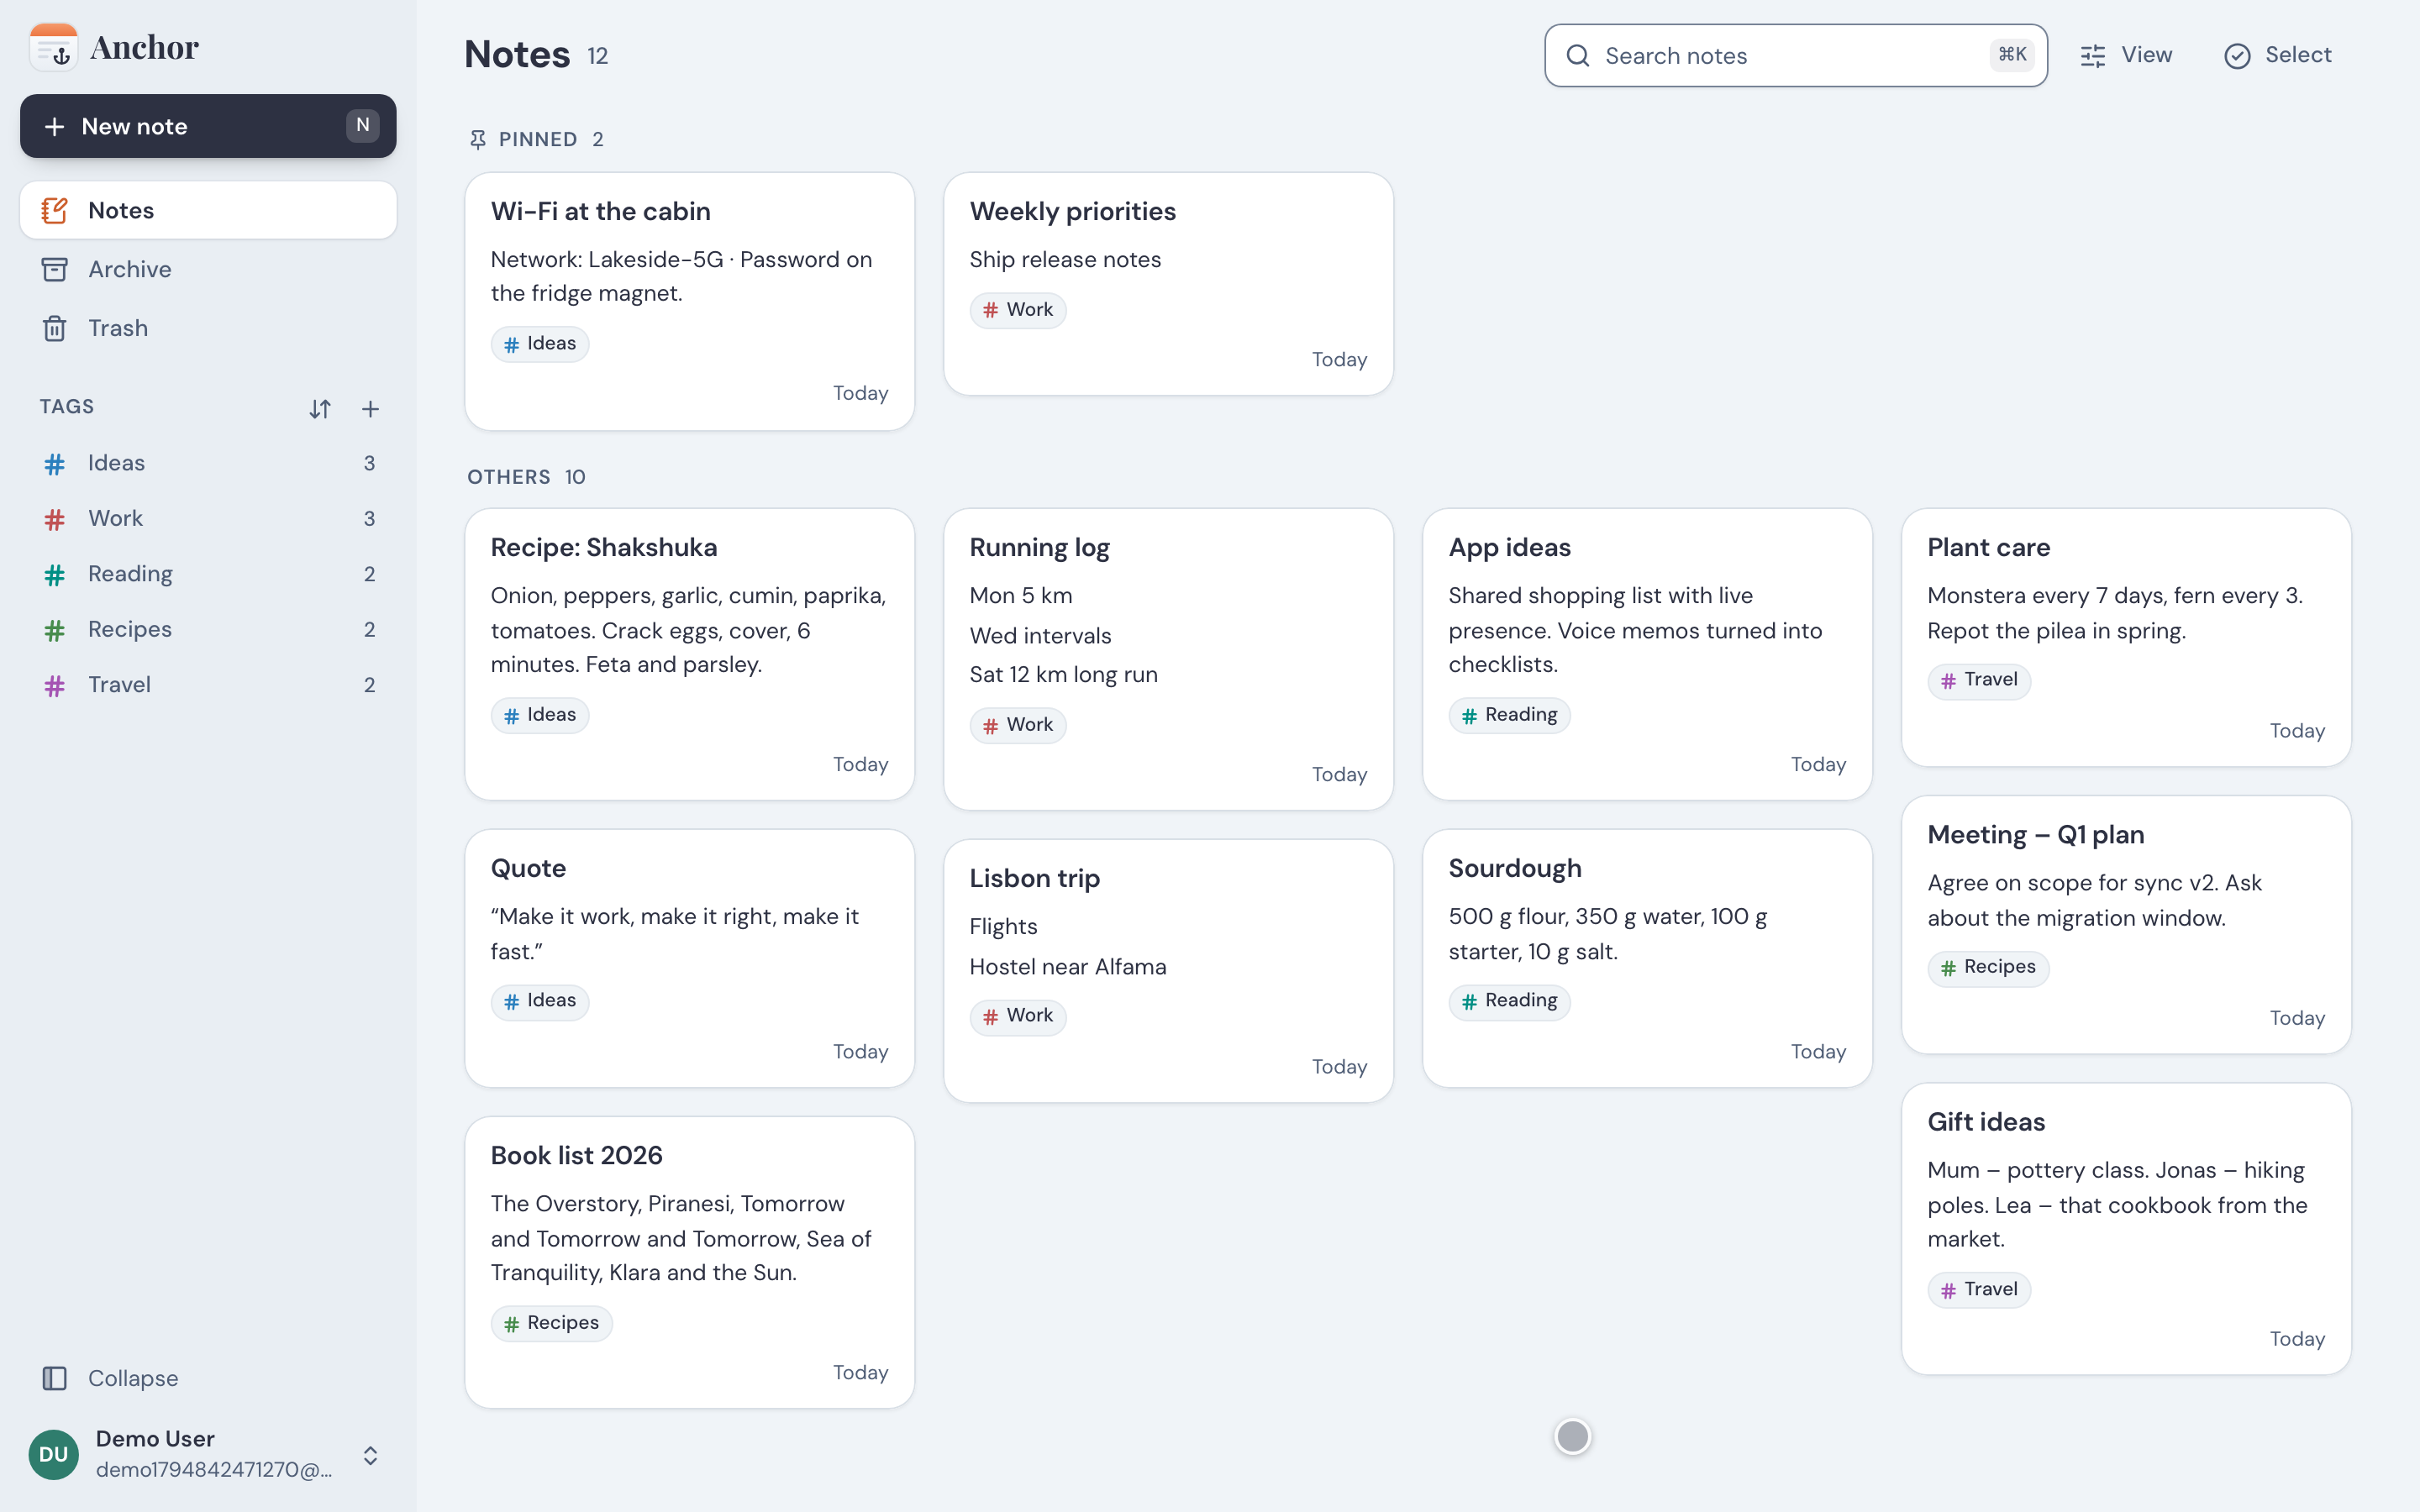 Anchor
New note N
Notes
Archive
Trash
TAGS
Ideas 3
Work 3
Reading 2
Recipes 2
Travel 2
Collapse
DU
Demo User
demo1794842471270@...
Notes 12
Search notes ⌘K
View
Select
PINNED 2
Wi-Fi at the cabin
Network: Lakeside-5G · Password on
the fridge magnet.
# Ideas
Today
Weekly priorities
Ship release notes
# Work
Today
OTHERS 10
Recipe: Shakshuka
Onion, peppers, garlic, cumin, paprika,
tomatoes. Crack eggs, cover, 6
minutes. Feta and parsley.
# Ideas
Today
Running log
Mon 5 km
Wed intervals
Sat 12 km long run
# Work
Today
App ideas
Shared shopping list with live
presence. Voice memos turned into
checklists.
# Reading
Today
Plant care
Monstera every 7 days, fern every 3.
Repot the pilea in spring.
# Travel
Today
Quote
“Make it work, make it right, make it
fast.”
# Ideas
Today
Lisbon trip
Flights
Hostel near Alfama
# Work
Today
Sourdough
500 g flour, 350 g water, 100 g
starter, 10 g salt.
# Reading
Today
Meeting – Q1 plan
Agree on scope for sync v2. Ask
about the migration window.
# Recipes
Today
Book list 2026
The Overstory, Piranesi, Tomorrow
and Tomorrow and Tomorrow, Sea of
Tranquility, Klara and the Sun.
# Recipes
Today
Gift ideas
Mum – pottery class. Jonas – hiking
poles. Lea – that cookbook from the
market.
# Travel
Today